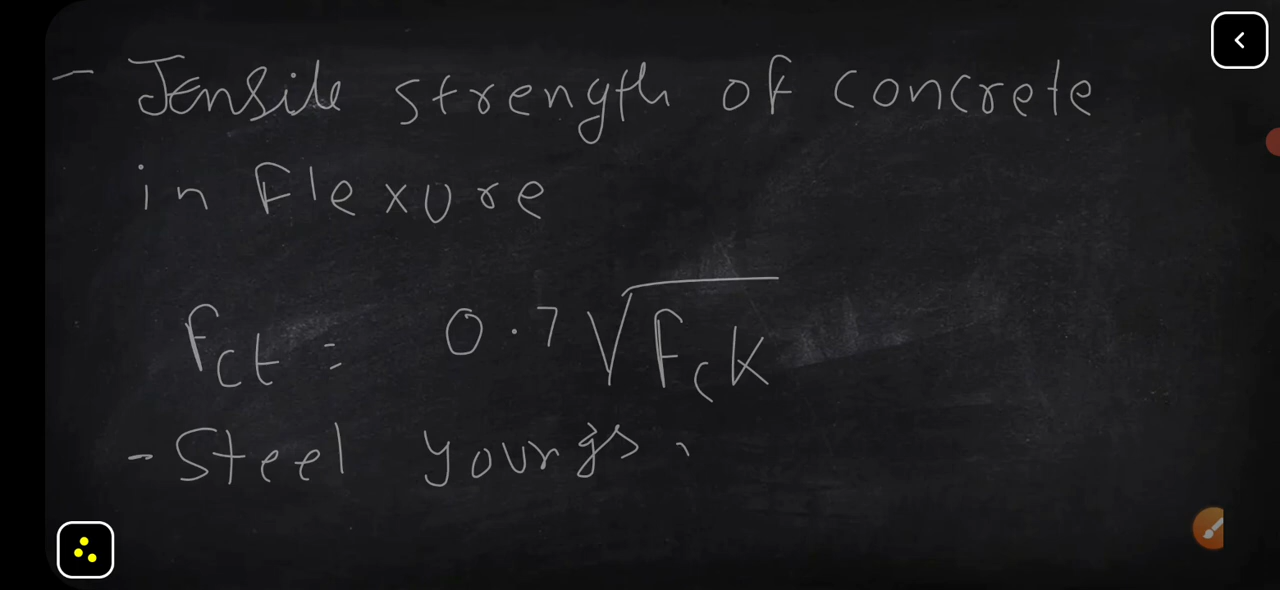 - Tensile strength of concrete
in flexure
fct = 0.7√fck
- Steel youngs